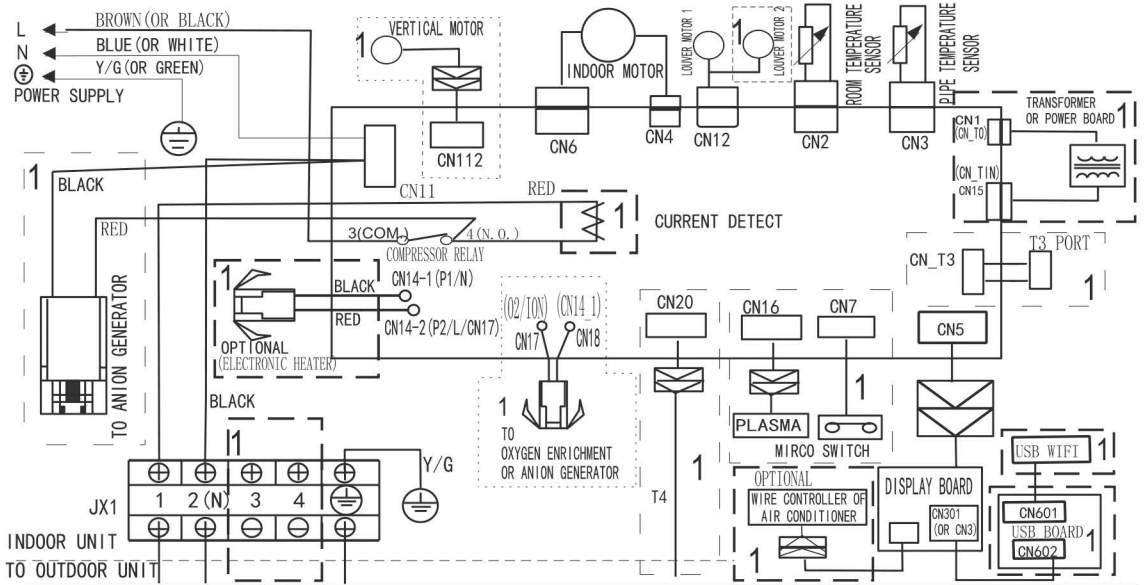 L
BROWN(OR BLACK)
N
BLUE(OR WHITE)
Y/G(OR GREEN)
POWER SUPPLY
1
VERTICAL MOTOR
CN112
INDOOR MOTOR
CN6
CN4
LOUVER MOTOR 1
1
LOUVER MOTOR 2
CN12
ROOM TEMPERATURE
SENSOR
CN2
PIPE TEMPERATURE
SENSOR
CN3
TRANSFORMER
OR POWER BOARD
1
CN1
(CN_TO)
(CN_TIN)
CN15
1
BLACK
RED
TO ANION GENERATOR
CN11
RED
1
CURRENT DETECT
3(COM.)
4(N.O.)
COMPRESSOR RELAY
1
BLACK
RED
CN14-1(P1/N)
CN14-2(P2/L/CN17)
OPTIONAL
(ELECTRONIC HEATER)
(O2/ION)
(CN14_1)
CN17
CN18
1
TO
OXYGEN ENRICHMENT
OR ANION GENERATOR
CN20
1
T4
CN16
CN7
1
PLASMA
MIRCO SWITCH
T3 PORT
CN_T3
1
CN5
OPTIONAL
WIRE CONTROLLER OF
AIR CONDITIONER
1
DISPLAY BOARD
CN301
(OR CN3)
USB WIFI
1
CN601
USB BOARD
1
CN602
BLACK
1
Y/G
JX1
1
2(N)
3
4
INDOOR UNIT
TO OUTDOOR UNIT